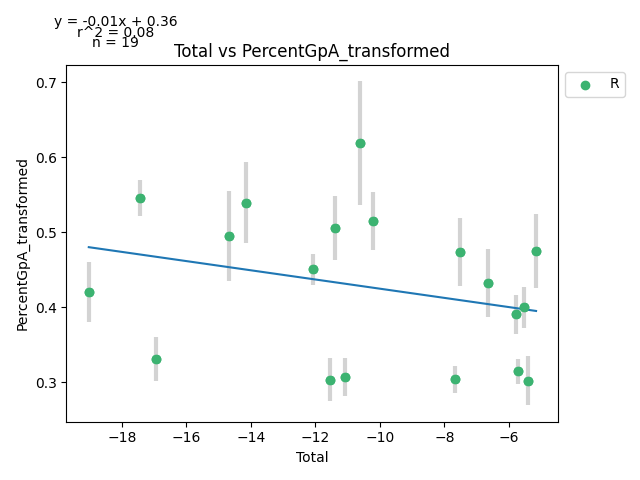 y = -0.01x + 0.36
r^2 = 0.08
n = 19
Total vs PercentGpA_transformed
R
0.7
0.6
0.5
0.4
0.3
PercentGpA_transformed
−18 −16 −14 −12 −10 −8 −6
Total